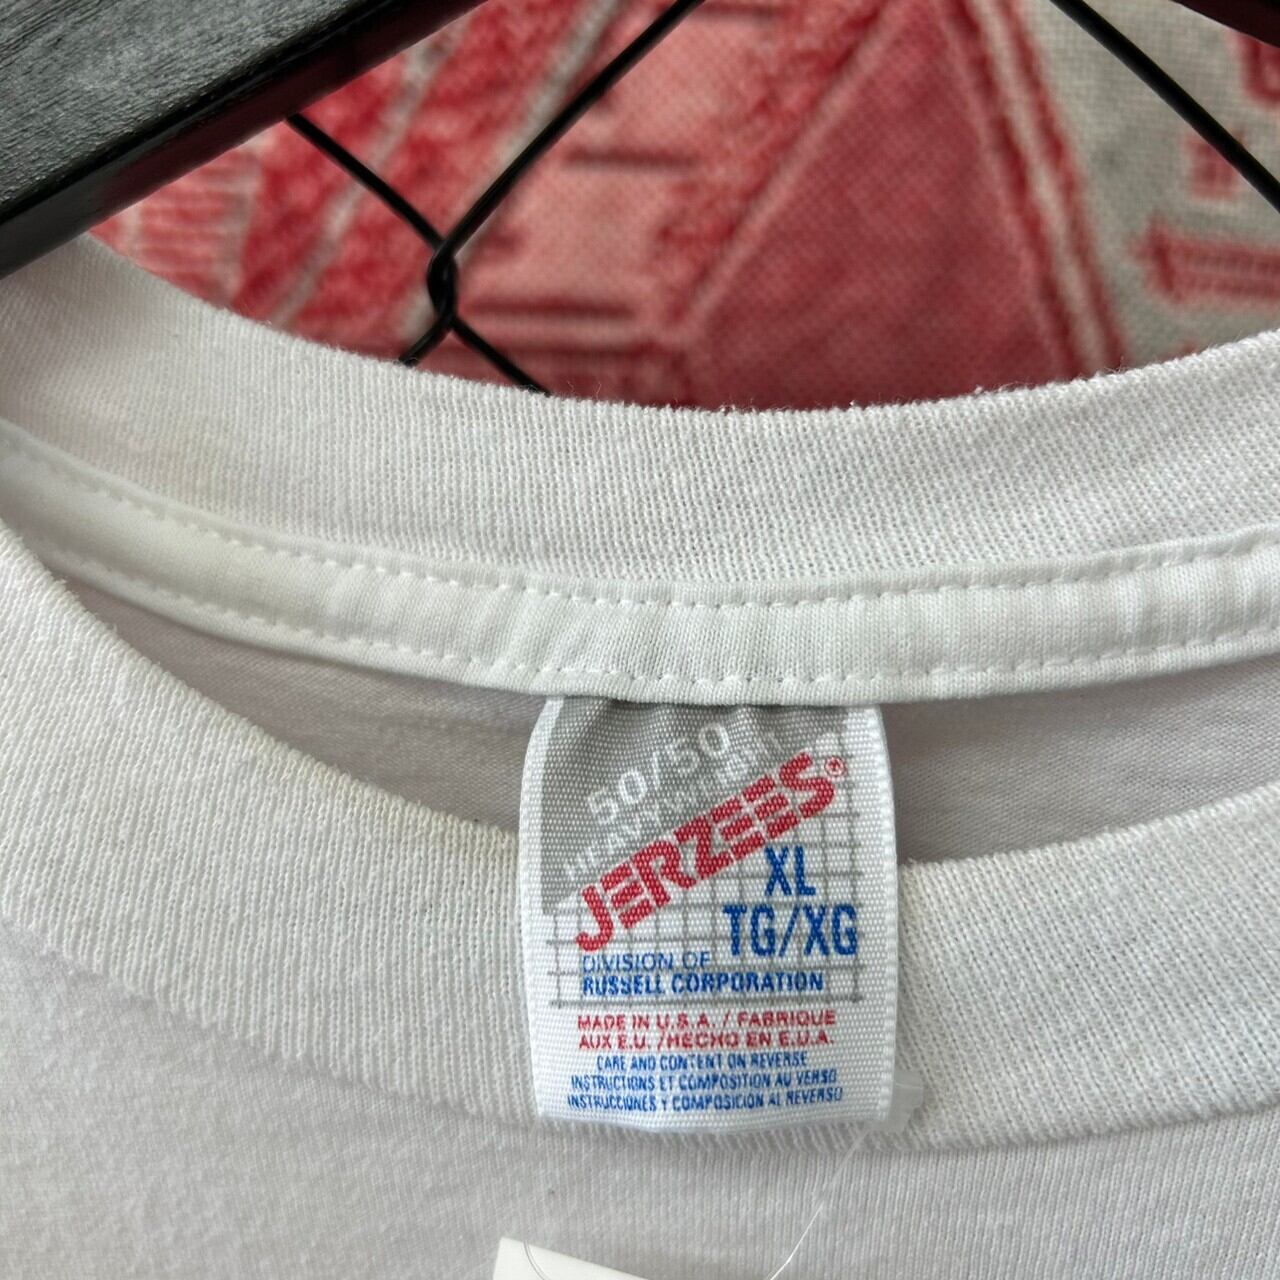 50/50
HEAVYWEIGHT
JERZEES®
XL
TG/XG
DIVISION OF
RUSSELL CORPORATION
MADE IN U.S.A. / FABRIQUE
AUX E.U. /HECHO EN E.U.A.
CARE AND CONTENT ON REVERSE
INSTRUCTIONS ET COMPOSITION AU VERSO
INSTRUCCIONES Y COMPOSICION AL REVERSO